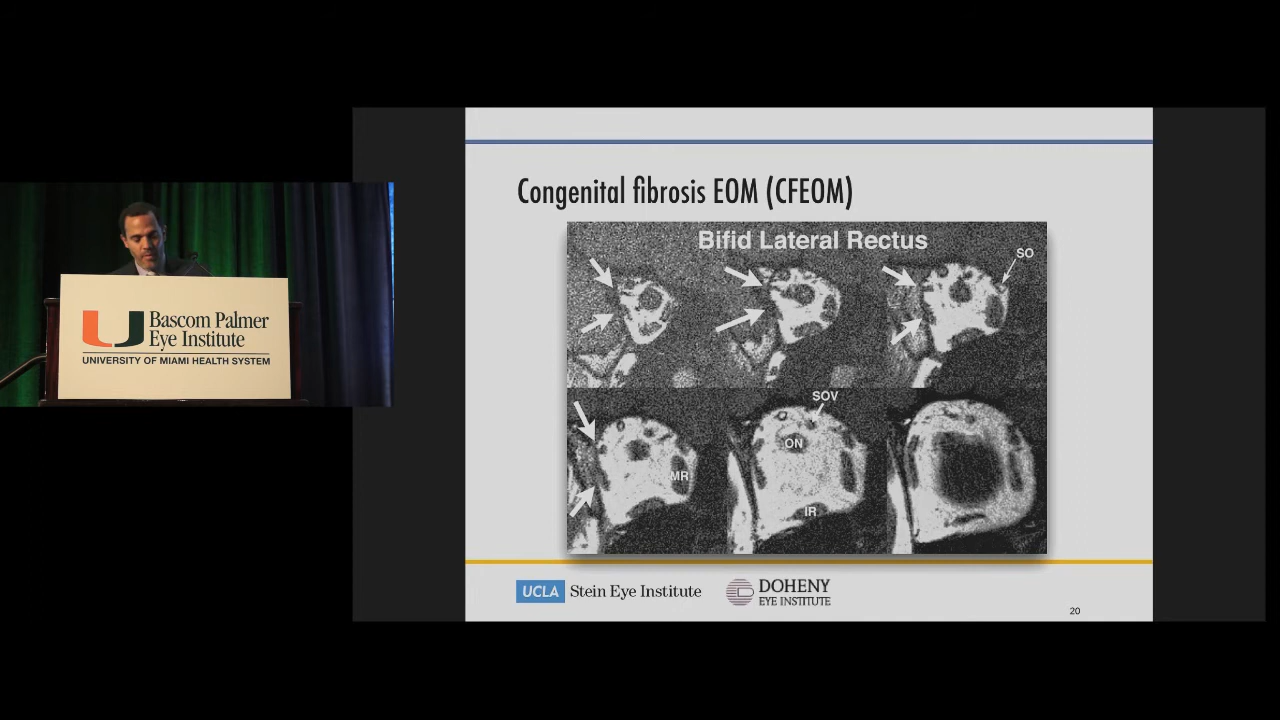 Bascom Palmer
Eye Institute
UNIVERSITY OF MIAMI HEALTH SYSTEM
Congenital fibrosis EOM (CFEOM)
Bifid Lateral Rectus
SO
SOV
ON
MR
IR
UCLA Stein Eye Institute
DOHENY
EYE INSTITUTE
20